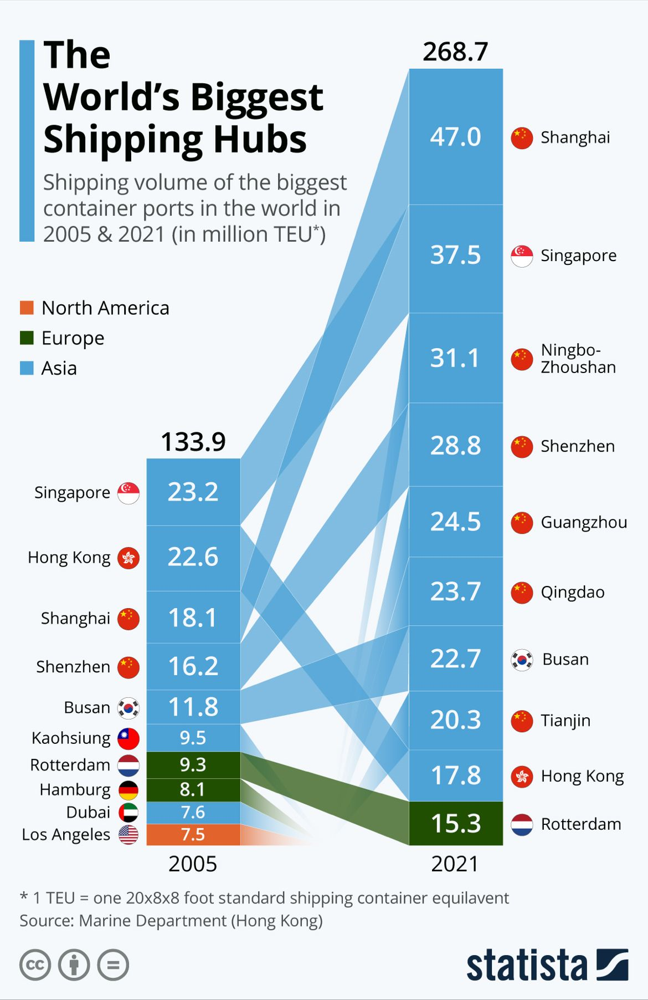 The
World's Biggest
Shipping Hubs
Shipping volume of the biggest
container ports in the world in
2005 & 2021 (in million TEU*)
North America
Europe
Asia
133.9
Singapore 23.2
Hong Kong 22.6
Shanghai 18.1
Shenzhen 16.2
Busan 11.8
Kaohsiung 9.5
Rotterdam 9.3
Hamburg 8.1
Dubai 7.6
Los Angeles 7.5
2005
268.7
47.0 Shanghai
37.5 Singapore
31.1 Ningbo-
Zhoushan
28.8 Shenzhen
24.5 Guangzhou
23.7 Qingdao
22.7 Busan
20.3 Tianjin
17.8 Hong Kong
15.3 Rotterdam
2021
* 1 TEU = one 20x8x8 foot standard shipping container equilavent
Source: Marine Department (Hong Kong)
cc
statista